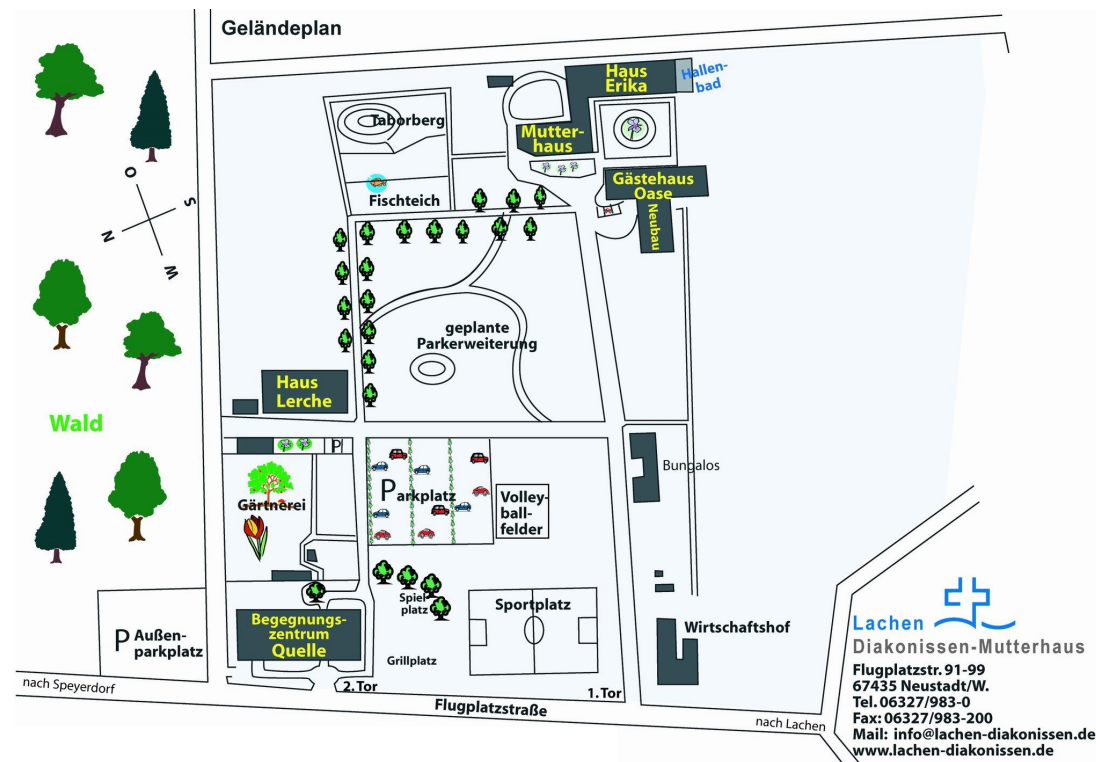 Geländeplan
Haus
Erika
Hallen-
bad
Taborberg
Mutter-
haus
Gästehaus
Oase
Neubau
Fischteich
O
S
N
W
geplante
Parkerweiterung
Haus
Lerche
Wald
P
Parkplatz
Bungalos
Volley-
ball-
felder
Gärtnerei
Spiel-
platz
Sportplatz
Begegnungs-
zentrum
Quelle
P Außen-
parkplatz
Grillplatz
Wirtschaftshof
nach Speyerdorf
2. Tor
1. Tor
Flugplatzstraße
nach Lachen
Lachen
Diakonissen-Mutterhaus
Flugplatzstr. 91-99
67435 Neustadt/W.
Tel. 06327/983-0
Fax: 06327/983-200
Mail: info@lachen-diakonissen.de
www.lachen-diakonissen.de